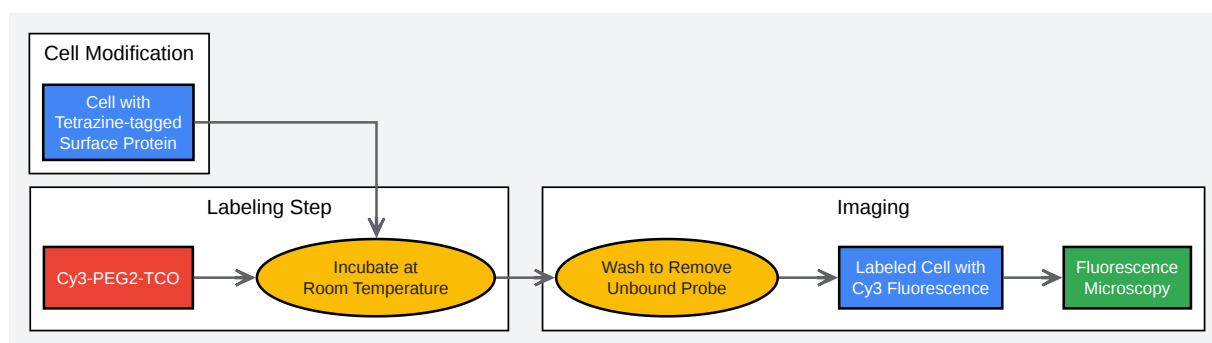 Cell Modification
Cell with
Tetrazine-tagged
Surface Protein
Labeling Step
Cy3-PEG2-TCO
Incubate at
Room Temperature
Imaging
Wash to Remove
Unbound Probe
Labeled Cell with
Cy3 Fluorescence
Fluorescence
Microscopy